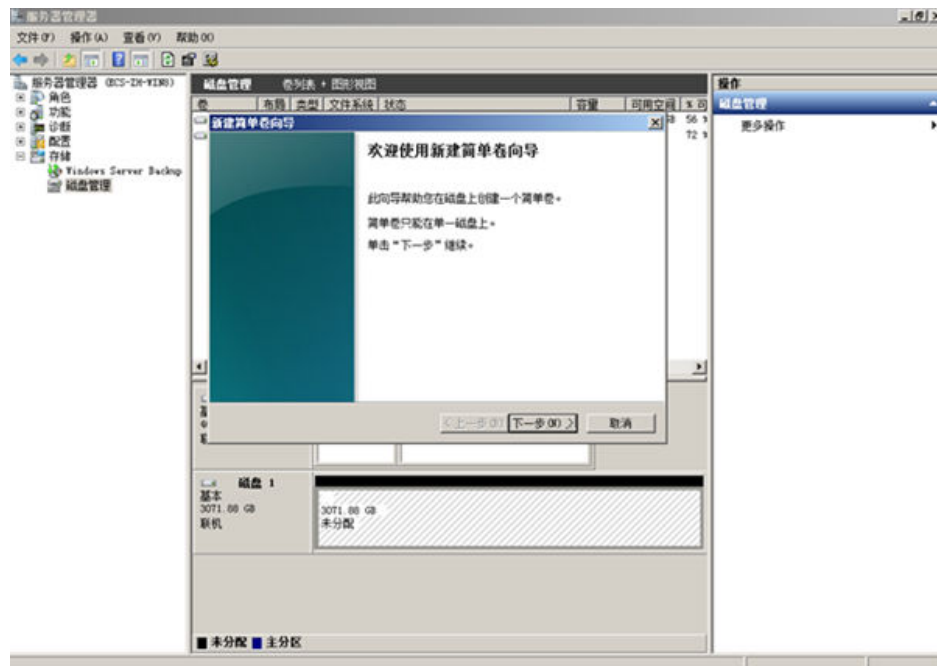 服务器管理器
文件(F) 操作(A) 查看(V) 帮助(H)
服务器管理器 (ECS-ZH-WIN8)
角色
功能
诊断
配置
存储
Windows Server Backup
磁盘管理
磁盘管理 卷列表 + 图形视图
卷 布局 类型 文件系统 状态 容量 可用空间 % 可
56 %
72 %
新建简单卷向导
欢迎使用新建简单卷向导
此向导帮助您在磁盘上创建一个简单卷。
简单卷只能在单一磁盘上。
单击“下一步”继续。
<上一步(B) 下一步(N) > 取消
磁盘 1
基本
3071.88 GB
联机
3071.88 GB
未分配
未分配 主分区
操作
磁盘管理
更多操作